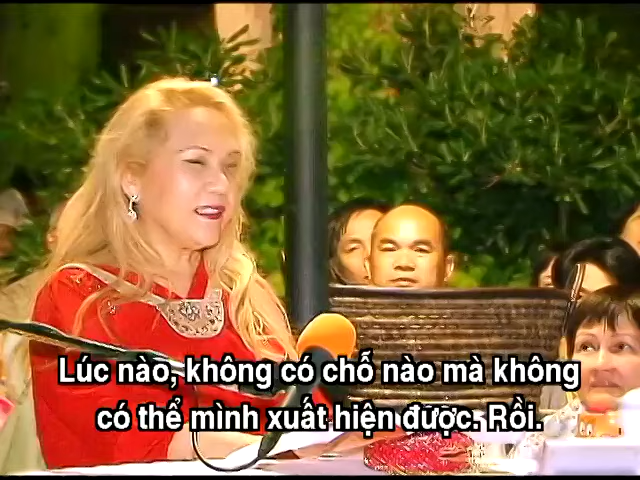 Lúc nào, không có chỗ nào mà không
có thể mình xuất hiện được. Rồi.